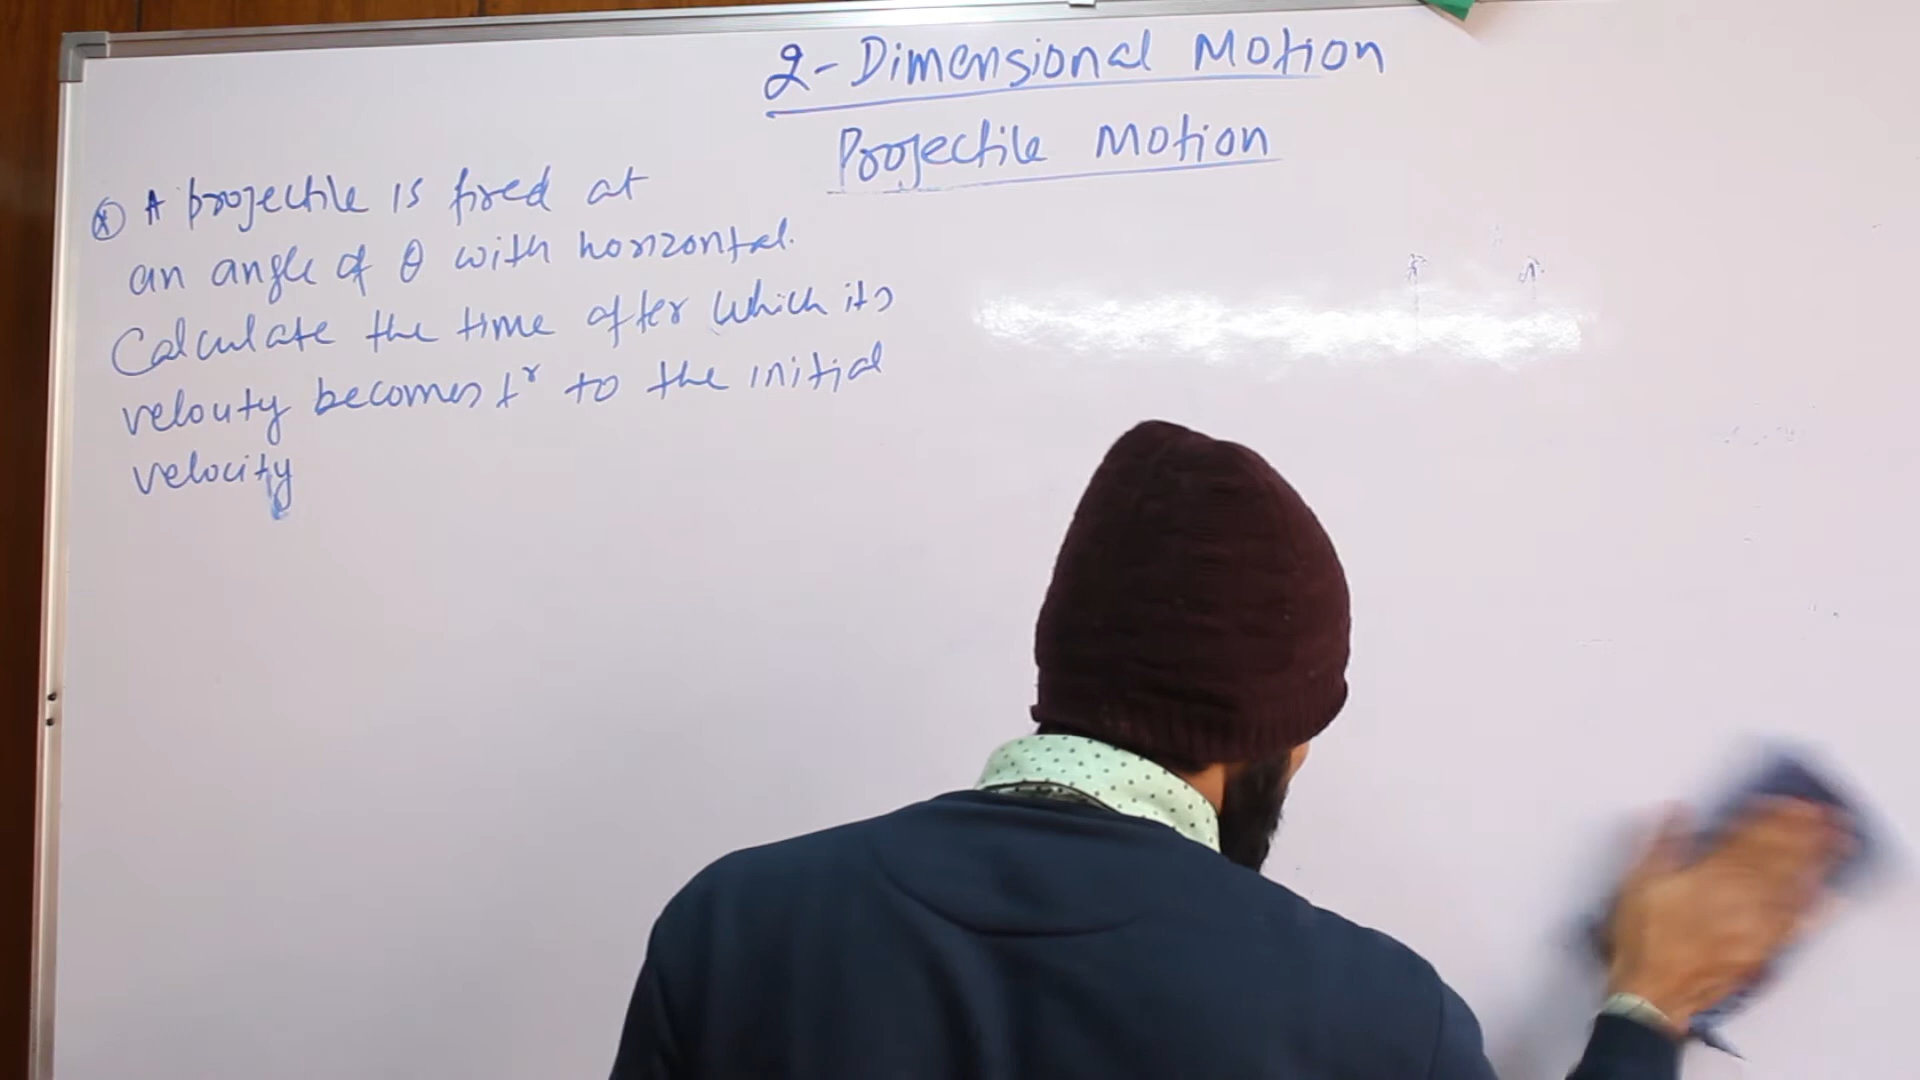 2-Dimensional Motion
Projectile Motion
⊛ A projectile is fired at
an angle of θ with horizontal.
Calculate the time after which its
velouty becomes ⊥r to the initial
velocity